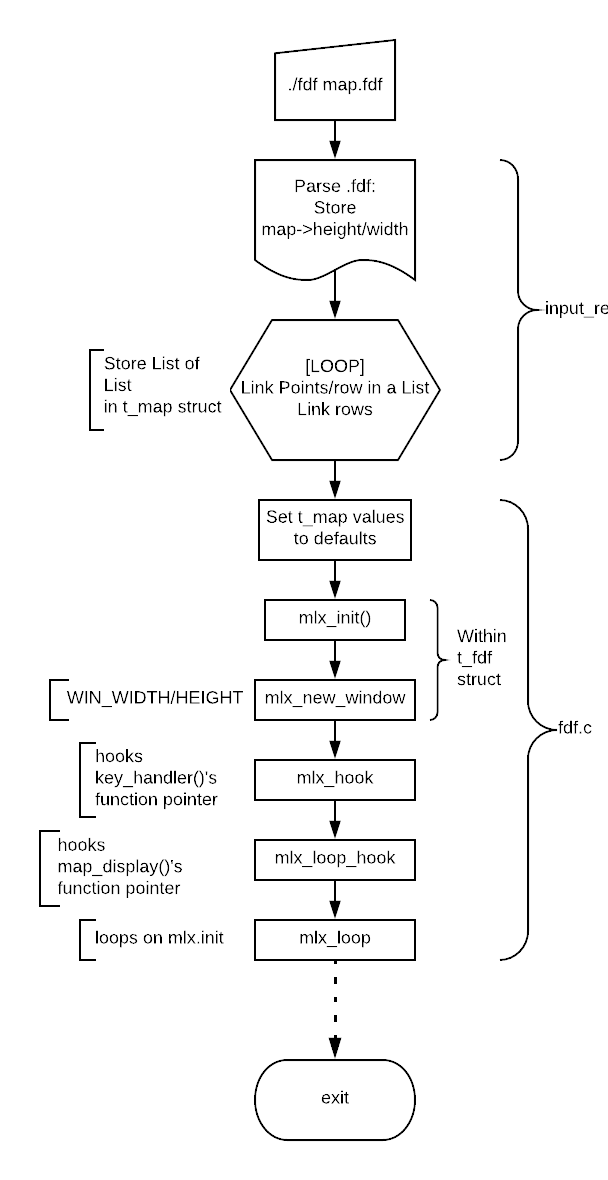 ./fdf map.fdf
Parse .fdf:
Store
map->height/width
input_re
Store List of
List
in t_map struct
[LOOP]
Link Points/row in a List
Link rows
Set t_map values
to defaults
mlx_init()
Within
t_fdf
struct
WIN_WIDTH/HEIGHT
mlx_new_window
fdf.c
hooks
key_handler()'s
function pointer
mlx_hook
hooks
map_display()'s
function pointer
mlx_loop_hook
loops on mlx.init
mlx_loop
exit